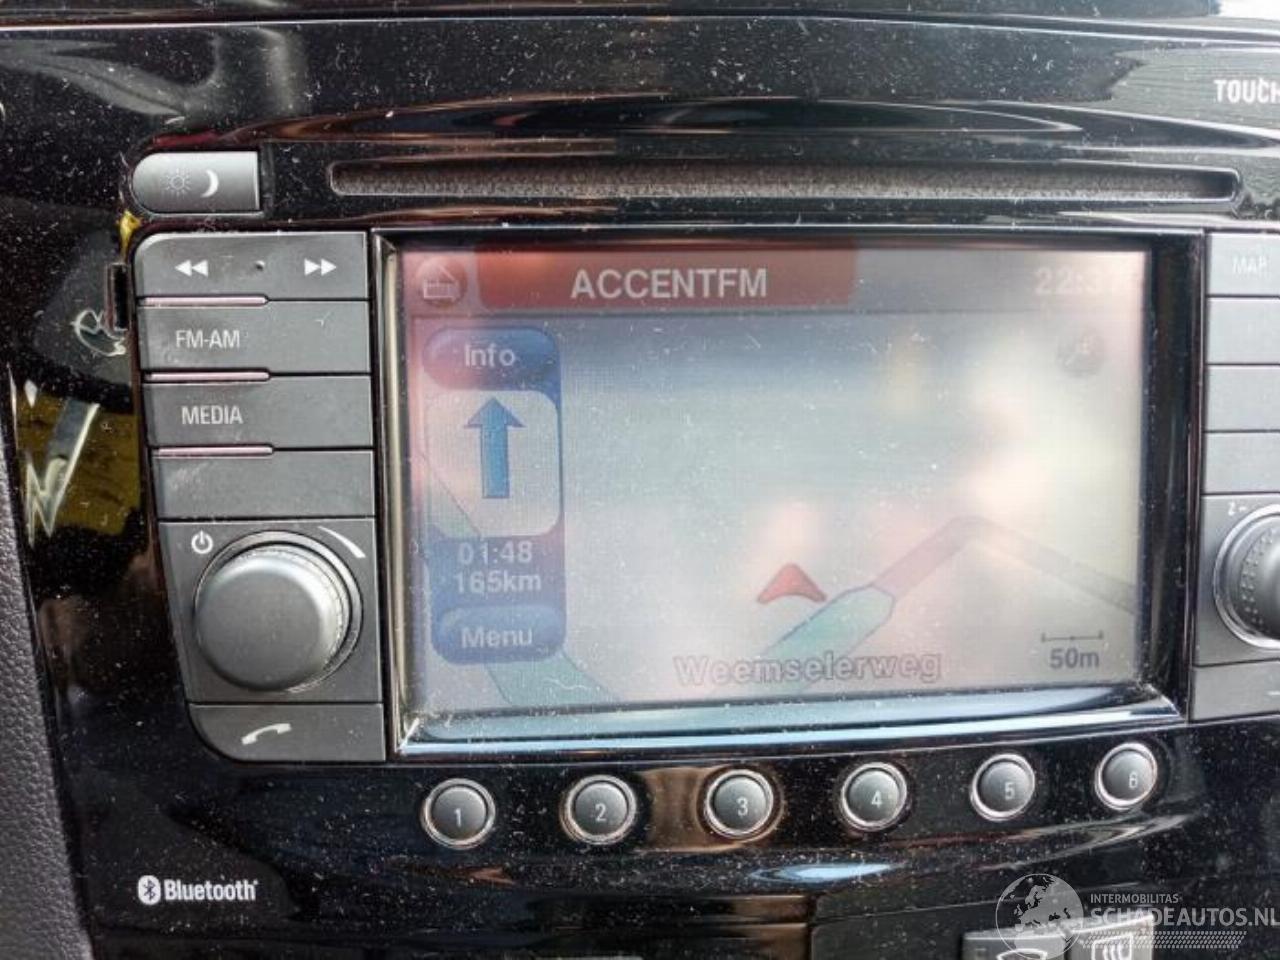 TOUCH
MAP
ACCENTFM
22:37
FM-AM
Info
MEDIA
01:48
165km
Menu
Weemselerweg
50m
1 2 3 4 5 6
Bluetooth
INTERMOBILITAS
SCHADEAUTOS.NL